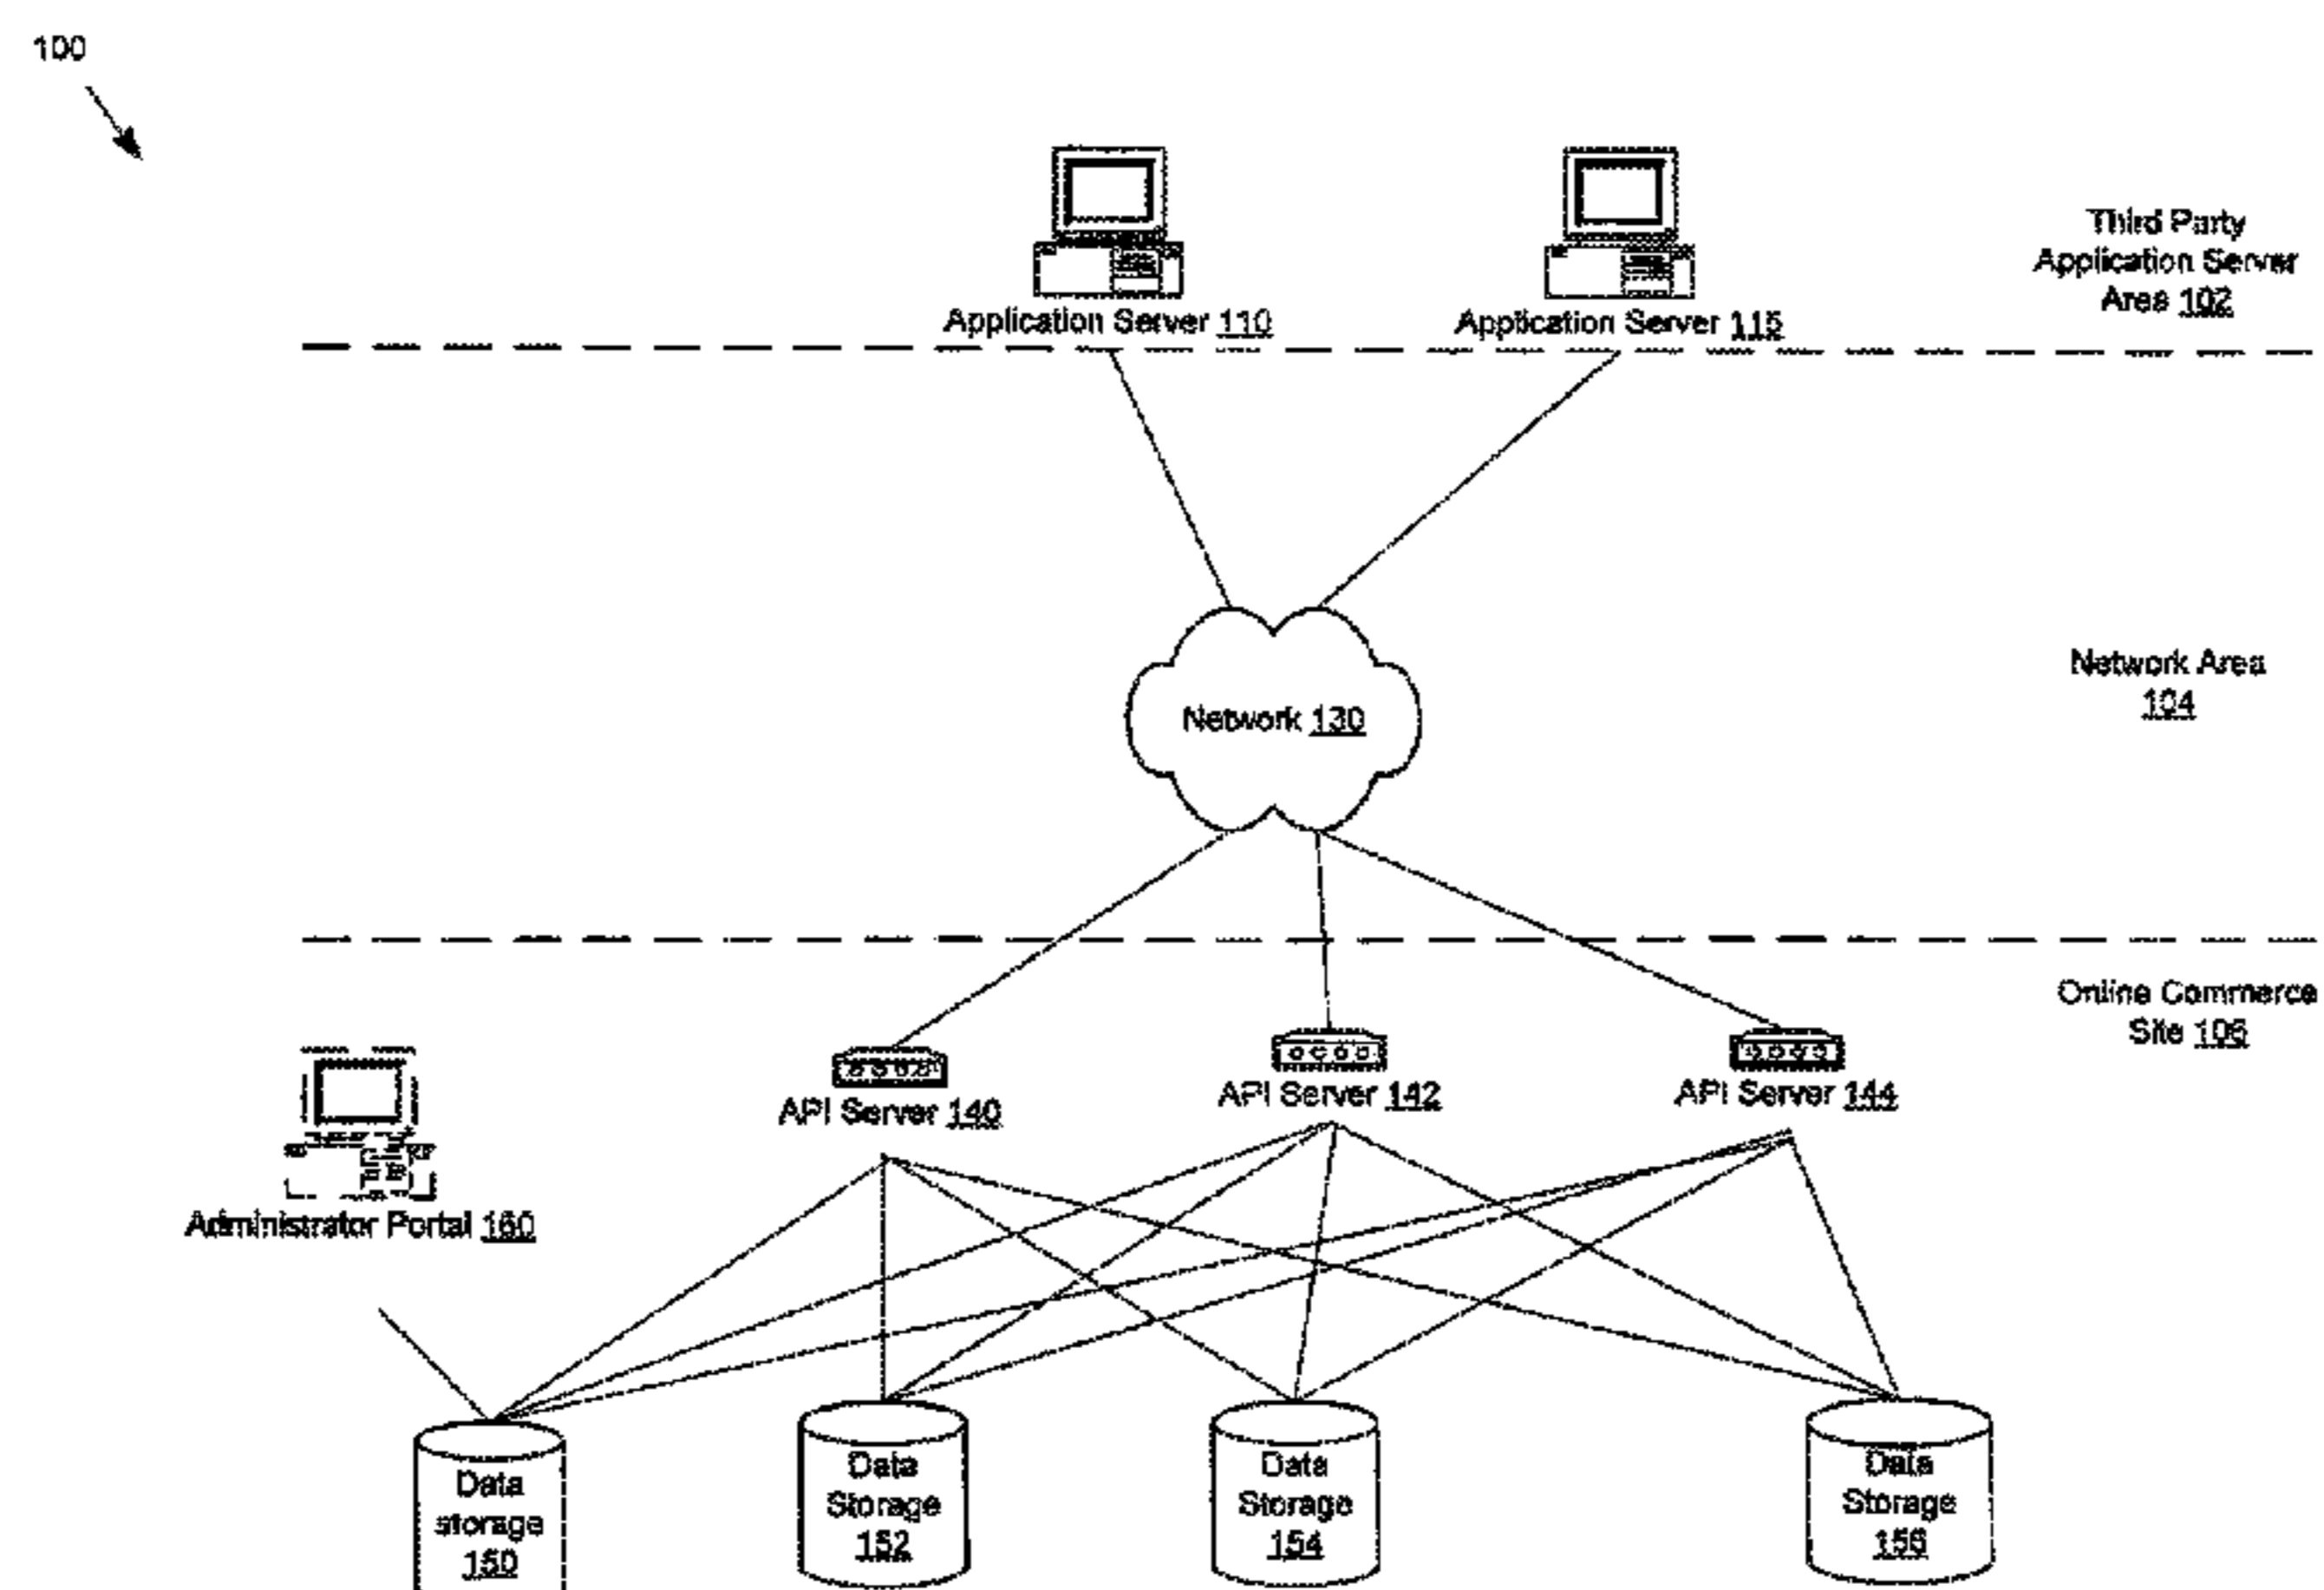 100
Third Party
Application Server
Area 102
Application Server 110
Application Server 115
Network Area
104
Network 130
Online Commerce
Site 106
API Server 140
API Server 142
API Server 144
Administrator Portal 160
Data
storage
150
Data
Storage
152
Data
Storage
154
Data
Storage
156